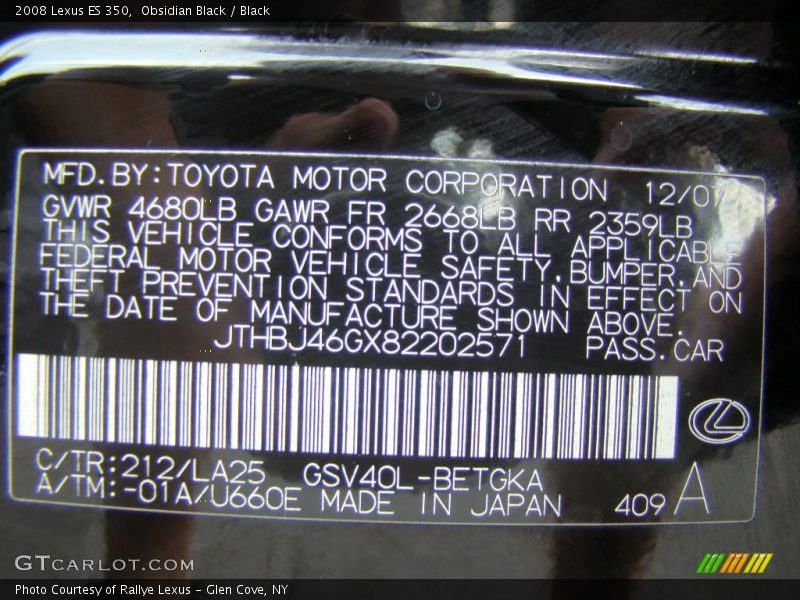 2008 Lexus ES 350,  Obsidian Black / Black
MFD.BY:TOYOTA MOTOR CORPORATION 12/07
GVWR 4680LB GAWR FR 2668LB RR 2359LB
THIS VEHICLE CONFORMS TO ALL APPLICABLE
FEDERAL MOTOR VEHICLE SAFETY,BUMPER,AND
THEFT PREVENTION STANDARDS IN EFFECT ON
THE DATE OF MANUFACTURE SHOWN ABOVE.
JTHBJ46GX82202571 PASS.CAR
C/TR:212/LA25 GSV40L-BETGKA
A/TM:-01A/U660E MADE IN JAPAN 409 A
GTCARLOT.COM
Photo Courtesy of Rallye Lexus - Glen Cove, NY